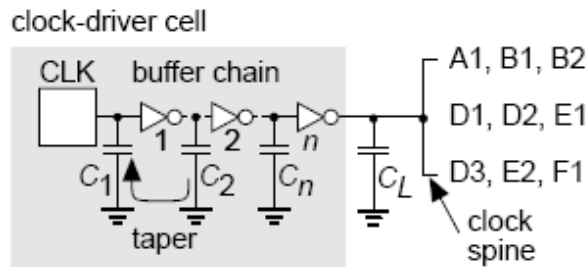 clock-driver cell
CLK
buffer chain
A1, B1, B2
1
2
n
D1, D2, E1
C1
C2
Cn
CL
D3, E2, F1
taper
clock
spine